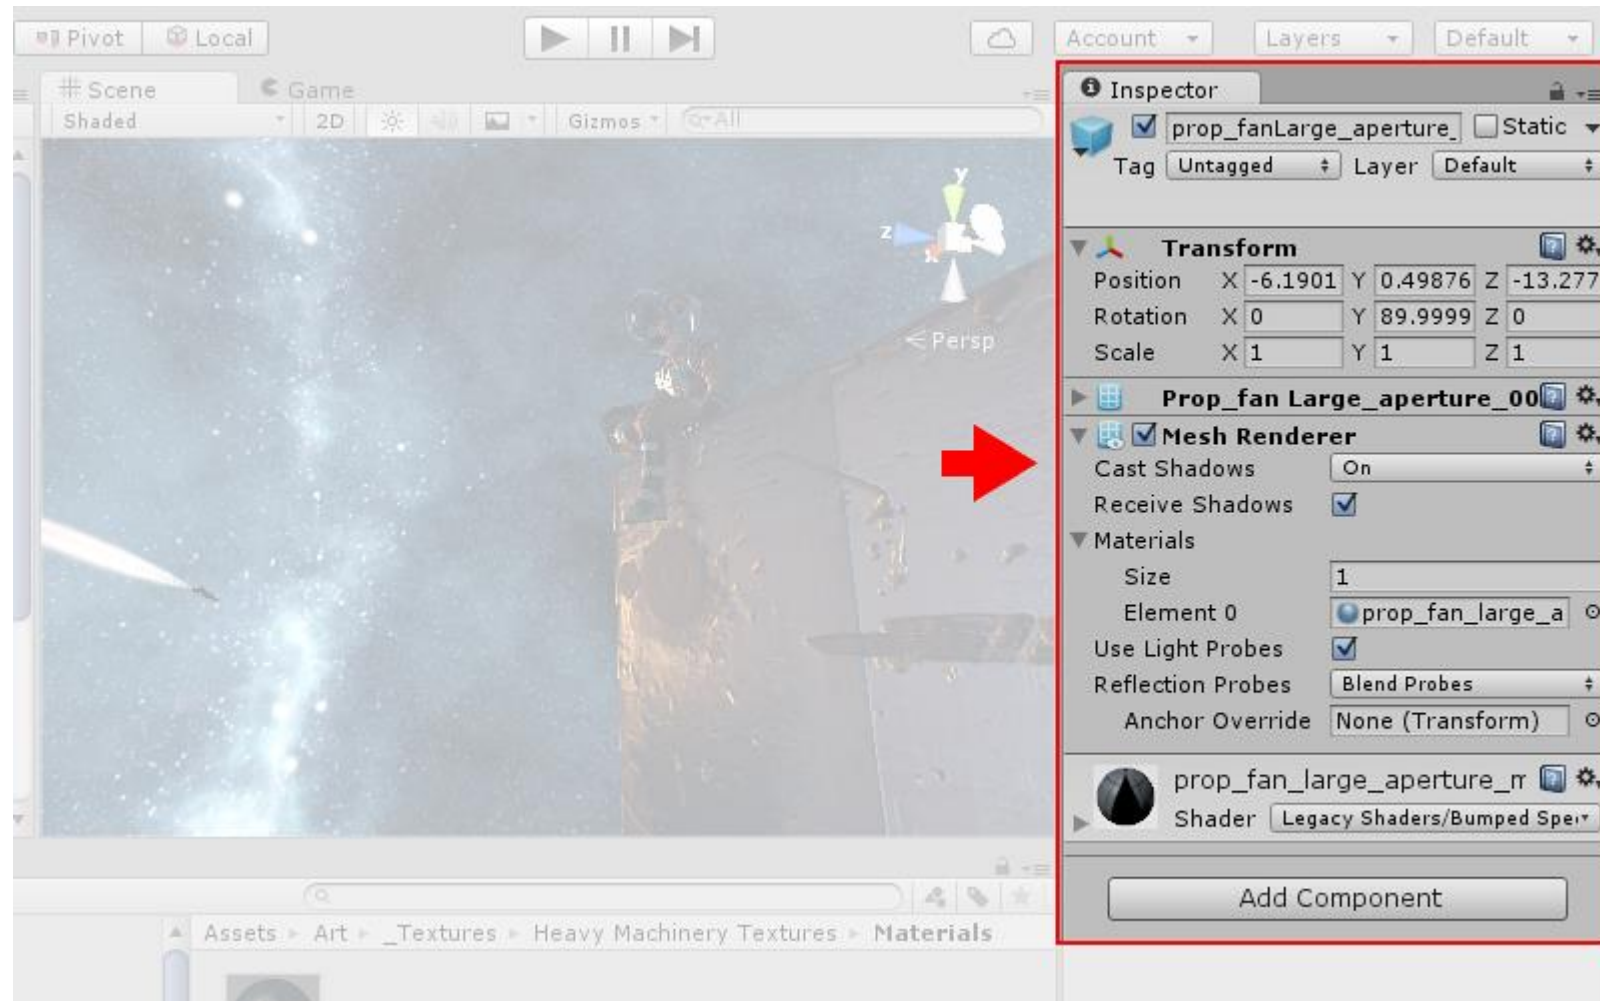 Pivot Local Account Layers Default
Scene Game
Shaded 2D Gizmos All
y
z
x
Persp
Inspector
prop_fanLarge_aperture_ Static
Tag Untagged Layer Default
Transform
Position X -6.1901 Y 0.49876 Z -13.277
Rotation X 0 Y 89.9999 Z 0
Scale X 1 Y 1 Z 1
Prop_fan Large_aperture_00
Mesh Renderer
Cast Shadows On
Receive Shadows
Materials
Size 1
Element 0 prop_fan_large_a
Use Light Probes
Reflection Probes Blend Probes
Anchor Override None (Transform)
prop_fan_large_aperture_m
Shader Legacy Shaders/Bumped Spe
Add Component
Assets Art _Textures Heavy Machinery Textures Materials